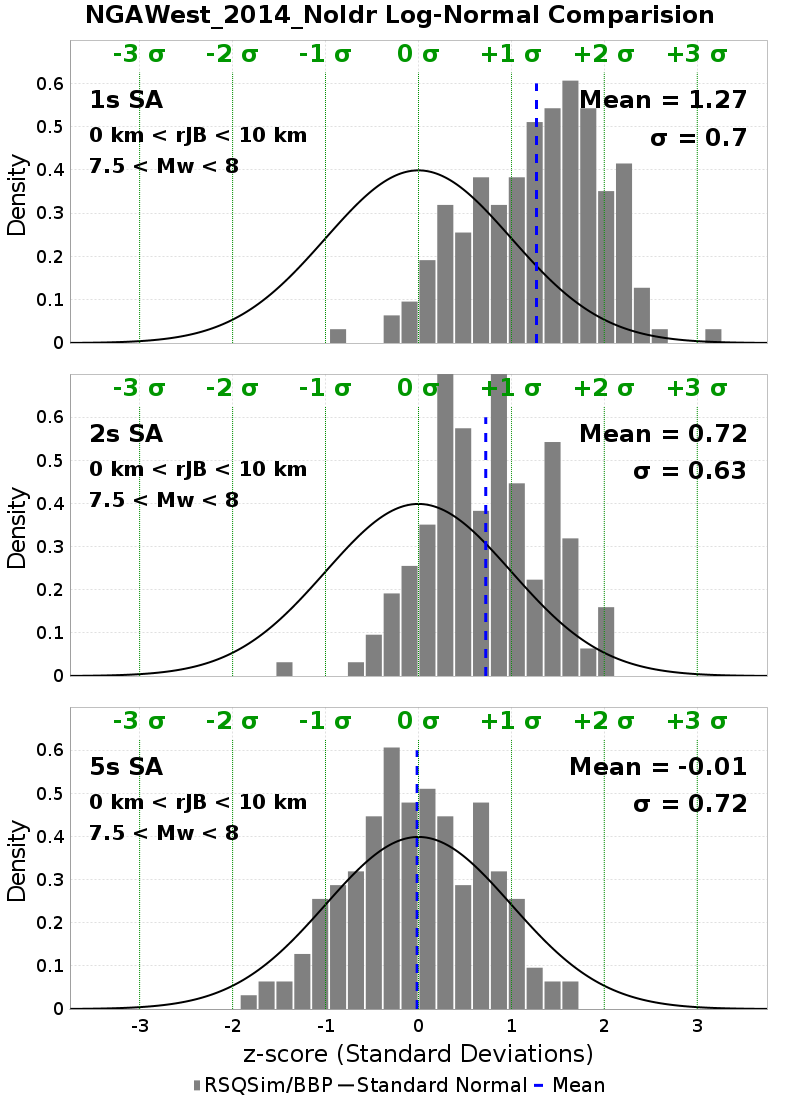 NGAWest_2014_NoIdr Log-Normal Comparision
-3 σ -2 σ -1 σ 0 σ +1 σ +2 σ +3 σ
1s SA
Mean = 1.27
0 km < rJB < 10 km
σ = 0.7
7.5 < Mw < 8
0.6
0.5
0.4
0.3
0.2
0.1
0
Density
-3 σ -2 σ -1 σ 0 σ +1 σ +2 σ +3 σ
2s SA
Mean = 0.72
0 km < rJB < 10 km
σ = 0.63
7.5 < Mw < 8
0.6
0.5
0.4
0.3
0.2
0.1
0
Density
-3 σ -2 σ -1 σ 0 σ +1 σ +2 σ +3 σ
5s SA
Mean = -0.01
0 km < rJB < 10 km
σ = 0.72
7.5 < Mw < 8
0.6
0.5
0.4
0.3
0.2
0.1
0
Density
-3 -2 -1 0 1 2 3
z-score (Standard Deviations)
RSQSim/BBP Standard Normal Mean